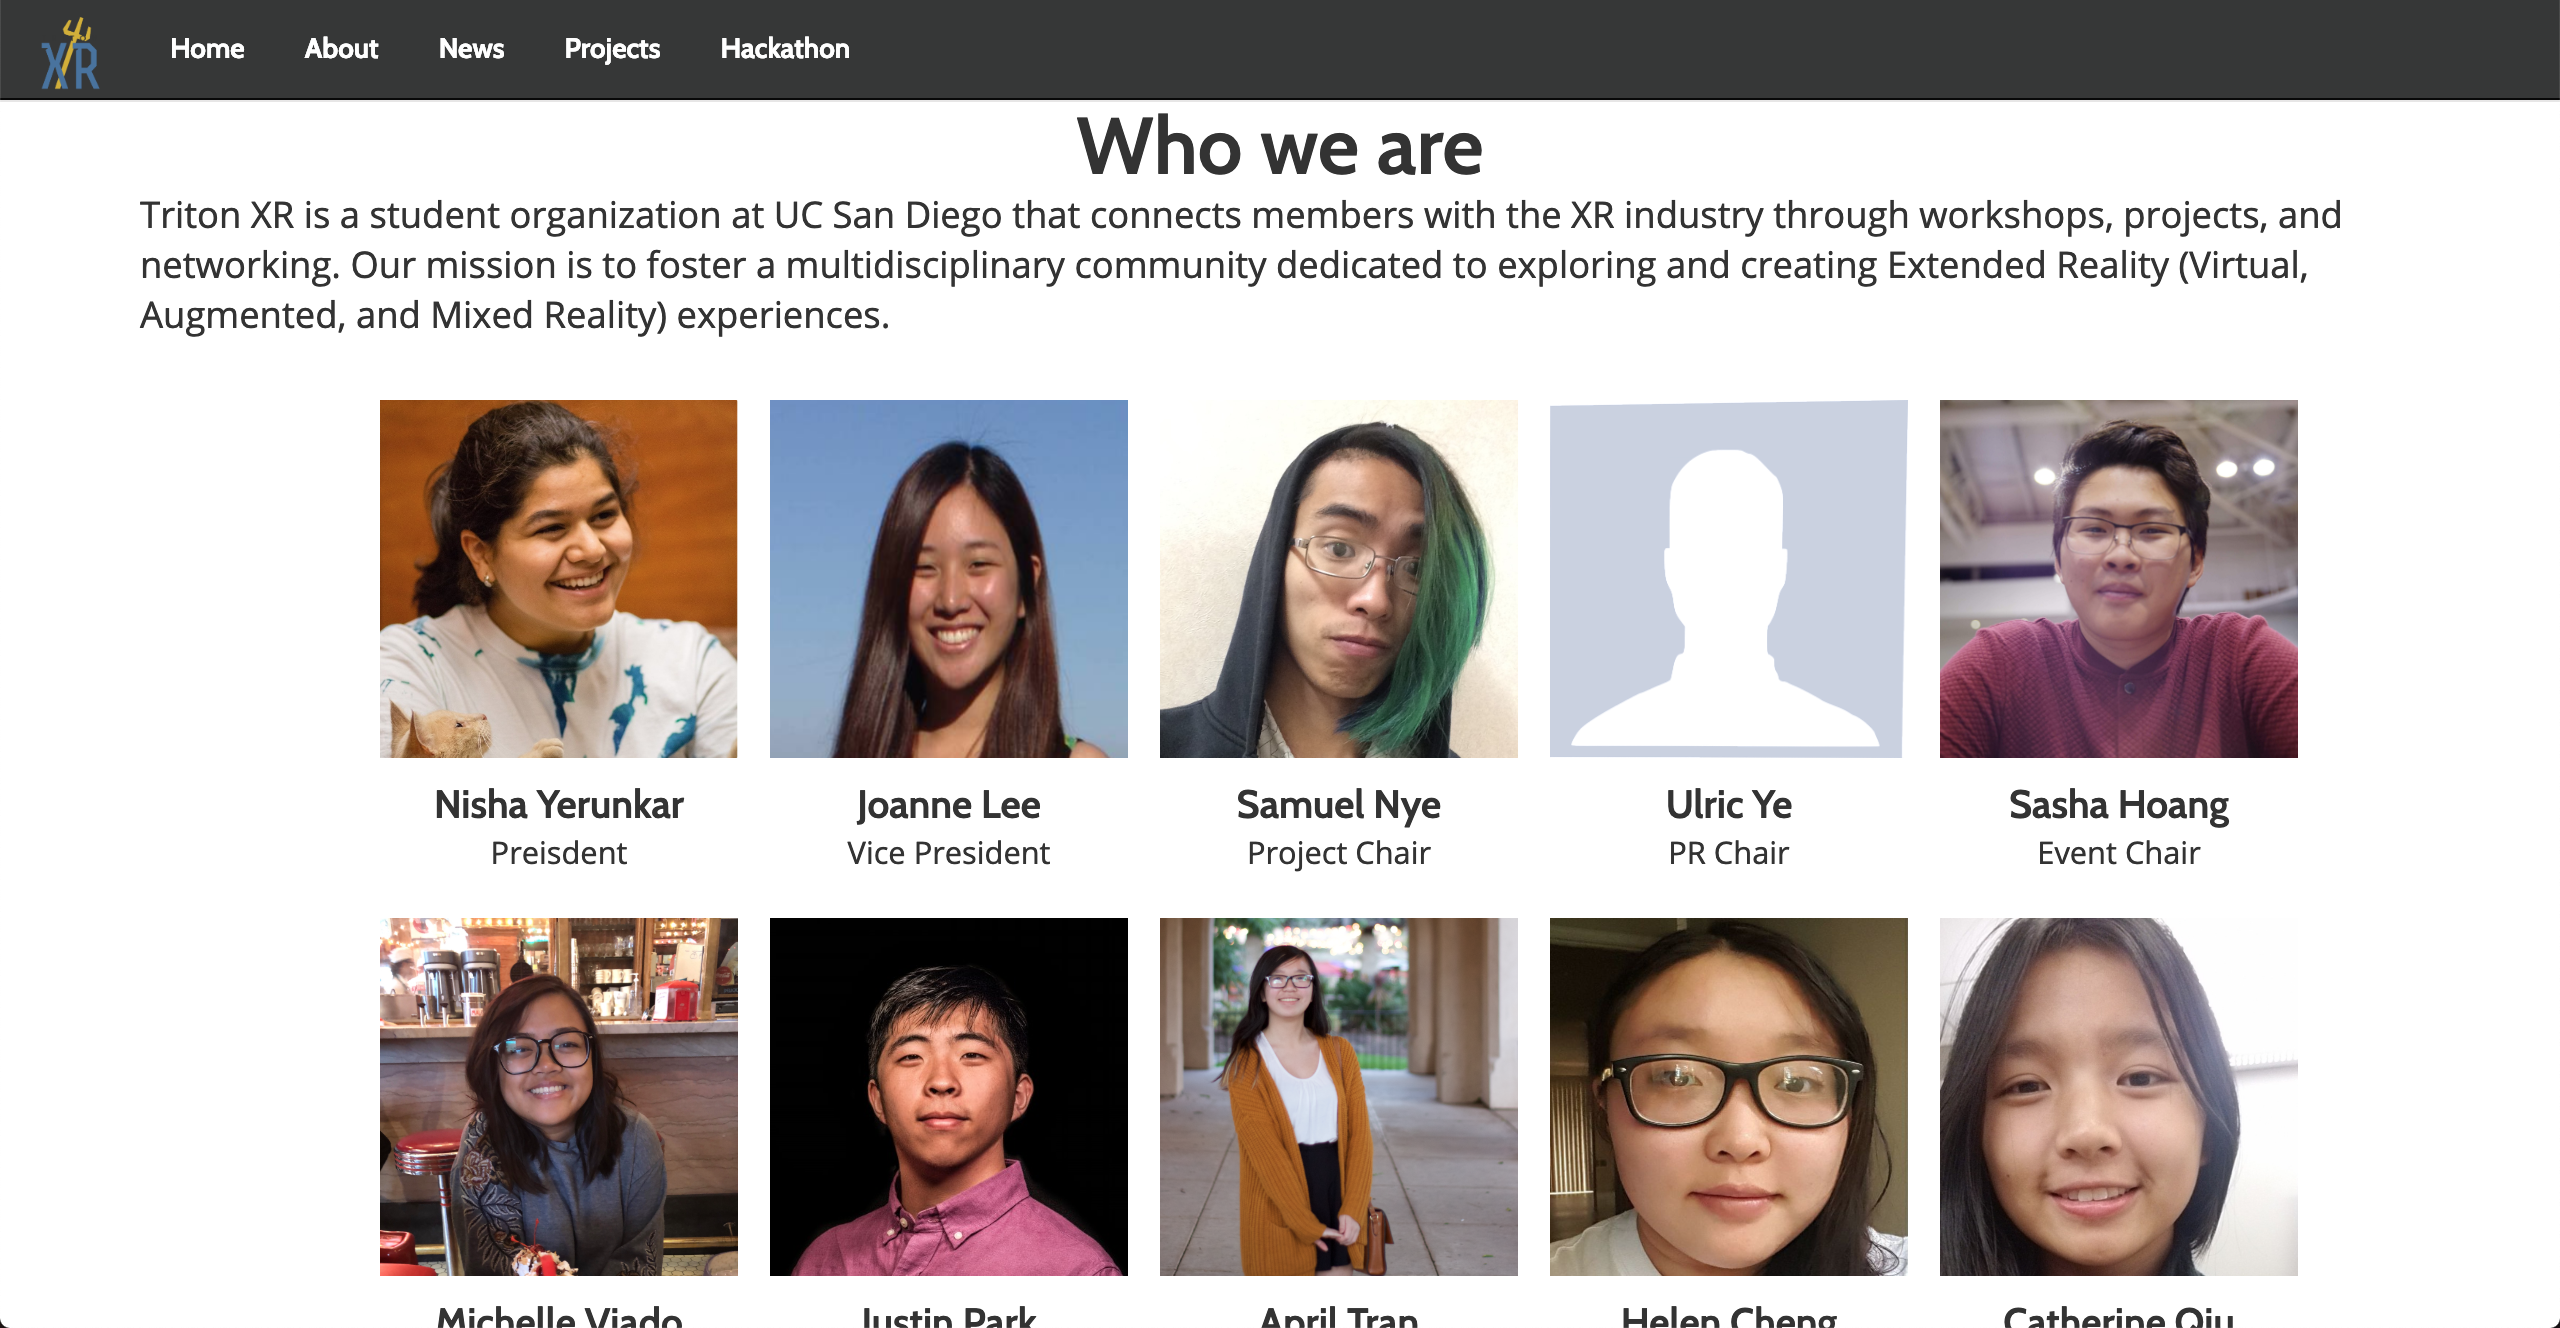 4U
XR
Home
About
News
Projects
Hackathon
Who we are
Triton XR is a student organization at UC San Diego that connects members with the XR industry through workshops, projects, and
networking. Our mission is to foster a multidisciplinary community dedicated to exploring and creating Extended Reality (Virtual,
Augmented, and Mixed Reality) experiences.
Nisha Yerunkar
Preisdent
Joanne Lee
Vice President
Samuel Nye
Project Chair
Ulric Ye
PR Chair
Sasha Hoang
Event Chair
Michelle Viado
Justin Park
April Tran
Helen Cheng
Catherine Qiu